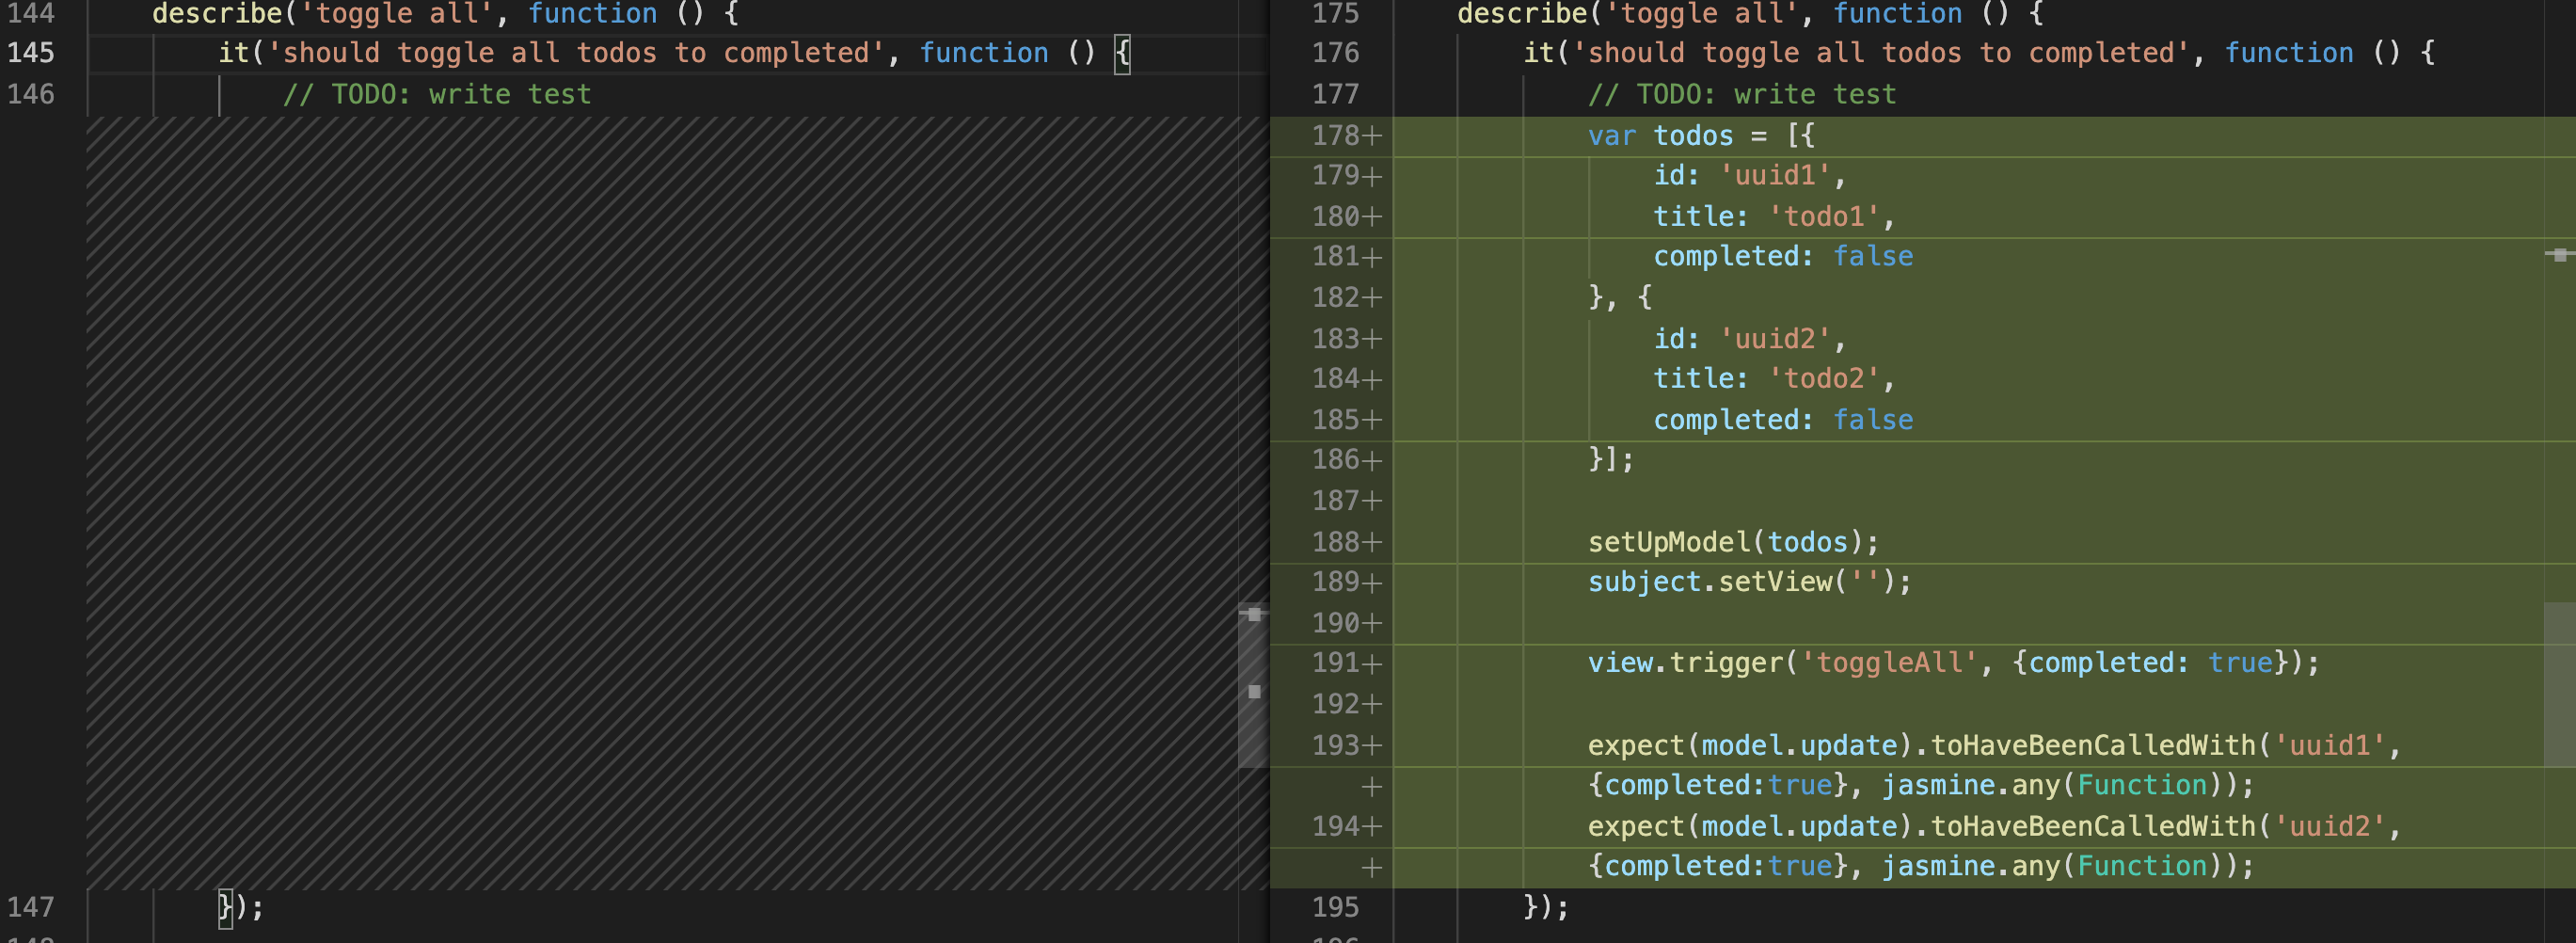 144 describe('toggle all', function () {
145 it('should toggle all todos to completed', function () {
146 // TODO: write test
147 });
175 describe('toggle all', function () {
176 it('should toggle all todos to completed', function () {
177 // TODO: write test
178+ var todos = [{
179+ id: 'uuid1',
180+ title: 'todo1',
181+ completed: false
182+ }, {
183+ id: 'uuid2',
184+ title: 'todo2',
185+ completed: false
186+ }];
187+
188+ setUpModel(todos);
189+ subject.setView('');
190+
191+ view.trigger('toggleAll', {completed: true});
192+
193+ expect(model.update).toHaveBeenCalledWith('uuid1',
+ {completed:true}, jasmine.any(Function));
194+ expect(model.update).toHaveBeenCalledWith('uuid2',
+ {completed:true}, jasmine.any(Function));
195 });